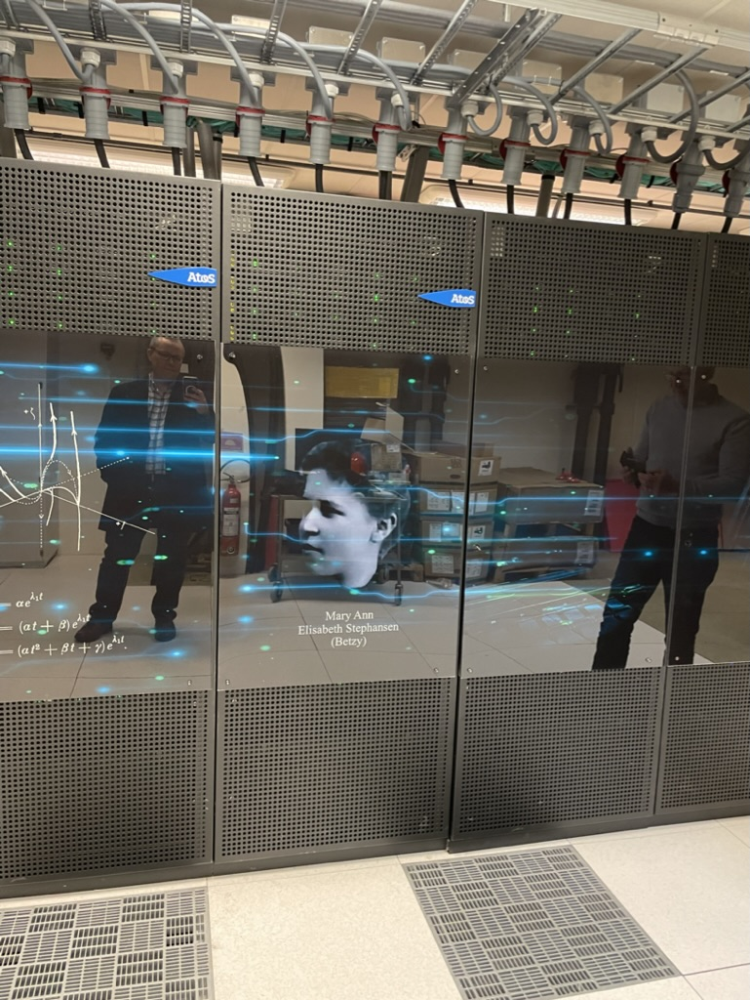 Atos
Atos
+ζ
= αe^{λ₁t}
= (αt + β)e^{λ₁t}
= (αt² + βt + γ)e^{λ₁t}.
Mary Ann
Elisabeth Stephansen
(Betzy)